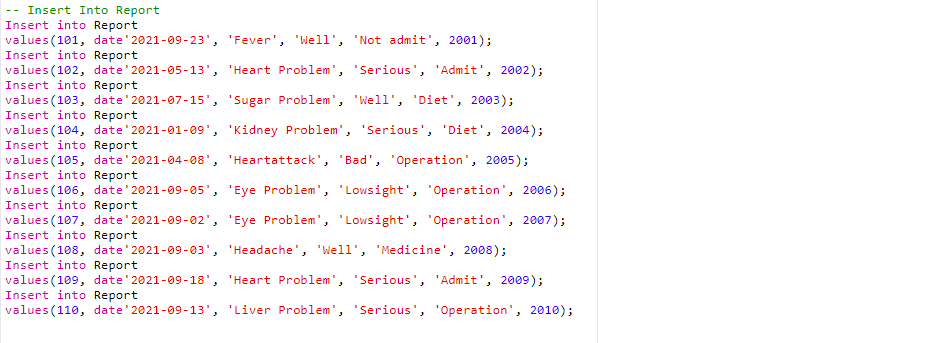 -- Insert Into Report
Insert into Report
values(101, date'2021-09-23', 'Fever', 'Well', 'Not admit', 2001);
Insert into Report
values(102, date'2021-05-13', 'Heart Problem', 'Serious', 'Admit', 2002);
Insert into Report
values(103, date'2021-07-15', 'Sugar Problem', 'Well', 'Diet', 2003);
Insert into Report
values(104, date'2021-01-09', 'Kidney Problem', 'Serious', 'Diet', 2004);
Insert into Report
values(105, date'2021-04-08', 'Heartattack', 'Bad', 'Operation', 2005);
Insert into Report
values(106, date'2021-09-05', 'Eye Problem', 'Lowsight', 'Operation', 2006);
Insert into Report
values(107, date'2021-09-02', 'Eye Problem', 'Lowsight', 'Operation', 2007);
Insert into Report
values(108, date'2021-09-03', 'Headache', 'Well', 'Medicine', 2008);
Insert into Report
values(109, date'2021-09-18', 'Heart Problem', 'Serious', 'Admit', 2009);
Insert into Report
values(110, date'2021-09-13', 'Liver Problem', 'Serious', 'Operation', 2010);